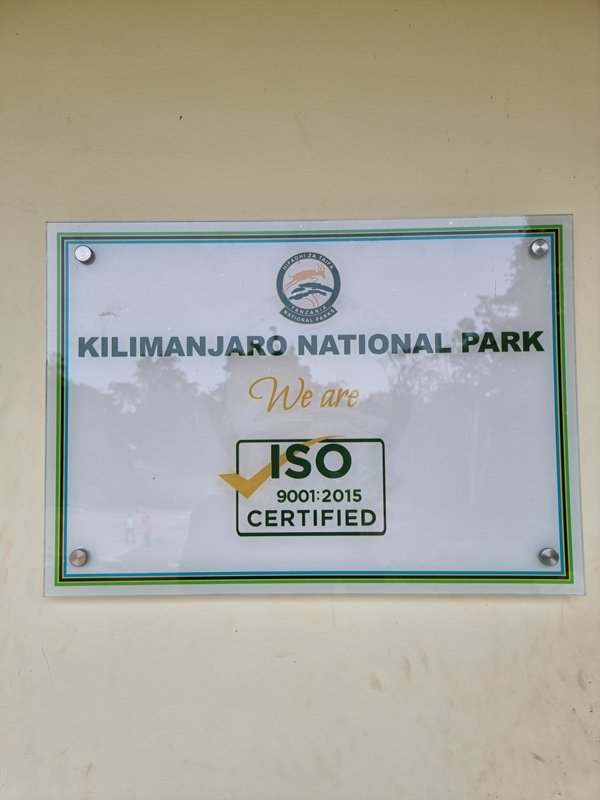 HIFADHI ZA TAIFA
TANZANIA
NATIONAL PARKS
KILIMANJARO NATIONAL PARK
We are
ISO
9001:2015
CERTIFIED